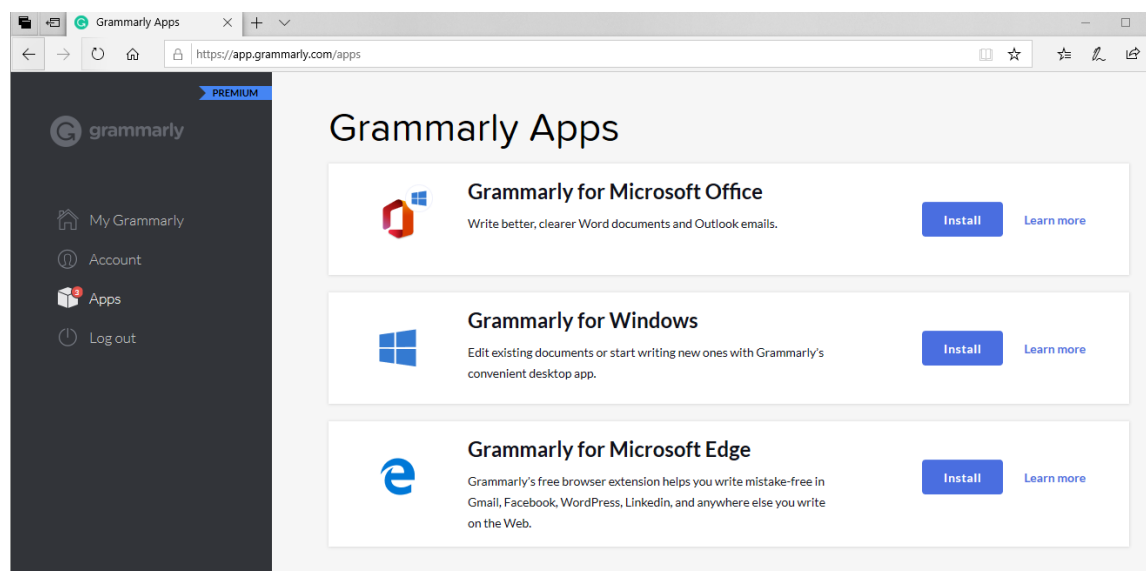 Grammarly Apps
https://app.grammarly.com/apps
PREMIUM
grammarly
My Grammarly
Account
3
Apps
Log out
Grammarly Apps
Grammarly for Microsoft Office
Write better, clearer Word documents and Outlook emails.
Install
Learn more
Grammarly for Windows
Edit existing documents or start writing new ones with Grammarly's
convenient desktop app.
Install
Learn more
Grammarly for Microsoft Edge
Grammarly's free browser extension helps you write mistake-free in
Gmail, Facebook, WordPress, Linkedin, and anywhere else you write
on the Web.
Install
Learn more